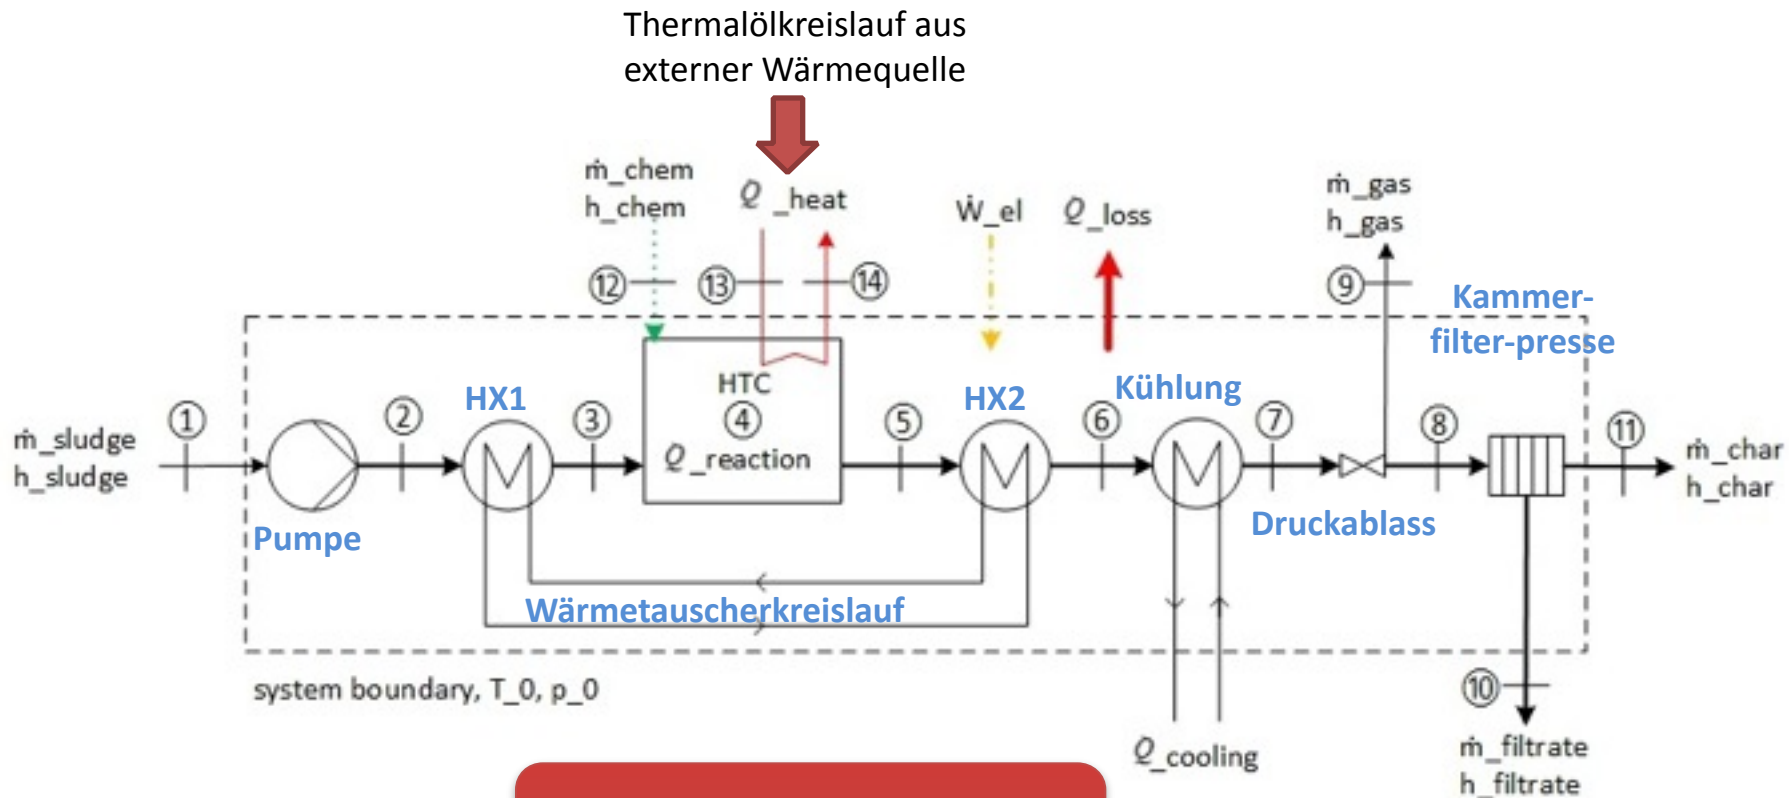 Thermalölkreislauf aus
externer Wärmequelle
ṁ_chem
h_chem
Q̇_heat
Ẇ_el
Q̇_loss
ṁ_gas
h_gas
12
13
14
9
Kammer-
filter-presse
HTC
4
Q̇_reaction
HX1
HX2
Kühlung
1
2
3
5
6
7
8
11
ṁ_sludge
h_sludge
ṁ_char
h_char
Pumpe
Druckablass
Wärmetauscherkreislauf
system boundary, T_0, p_0
10
Q̇_cooling
ṁ_filtrate
h_filtrate